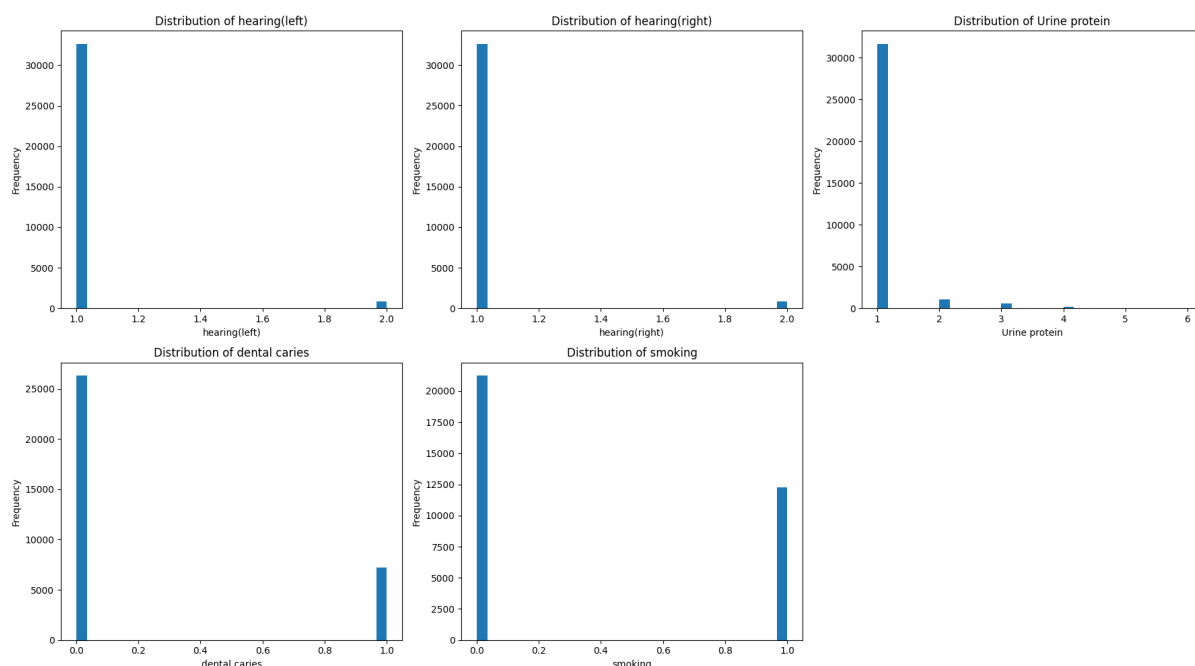 Distribution of hearing(left)
Frequency
30000
25000
20000
15000
10000
5000
0
1.0 1.2 1.4 1.6 1.8 2.0
hearing(left)
Distribution of hearing(right)
Frequency
30000
25000
20000
15000
10000
5000
0
1.0 1.2 1.4 1.6 1.8 2.0
hearing(right)
Distribution of Urine protein
Frequency
30000
25000
20000
15000
10000
5000
0
1 2 3 4 5 6
Urine protein
Distribution of dental caries
Frequency
25000
20000
15000
10000
5000
0
0.0 0.2 0.4 0.6 0.8 1.0
dental caries
Distribution of smoking
Frequency
20000
17500
15000
12500
10000
7500
5000
2500
0
0.0 0.2 0.4 0.6 0.8 1.0
smoking